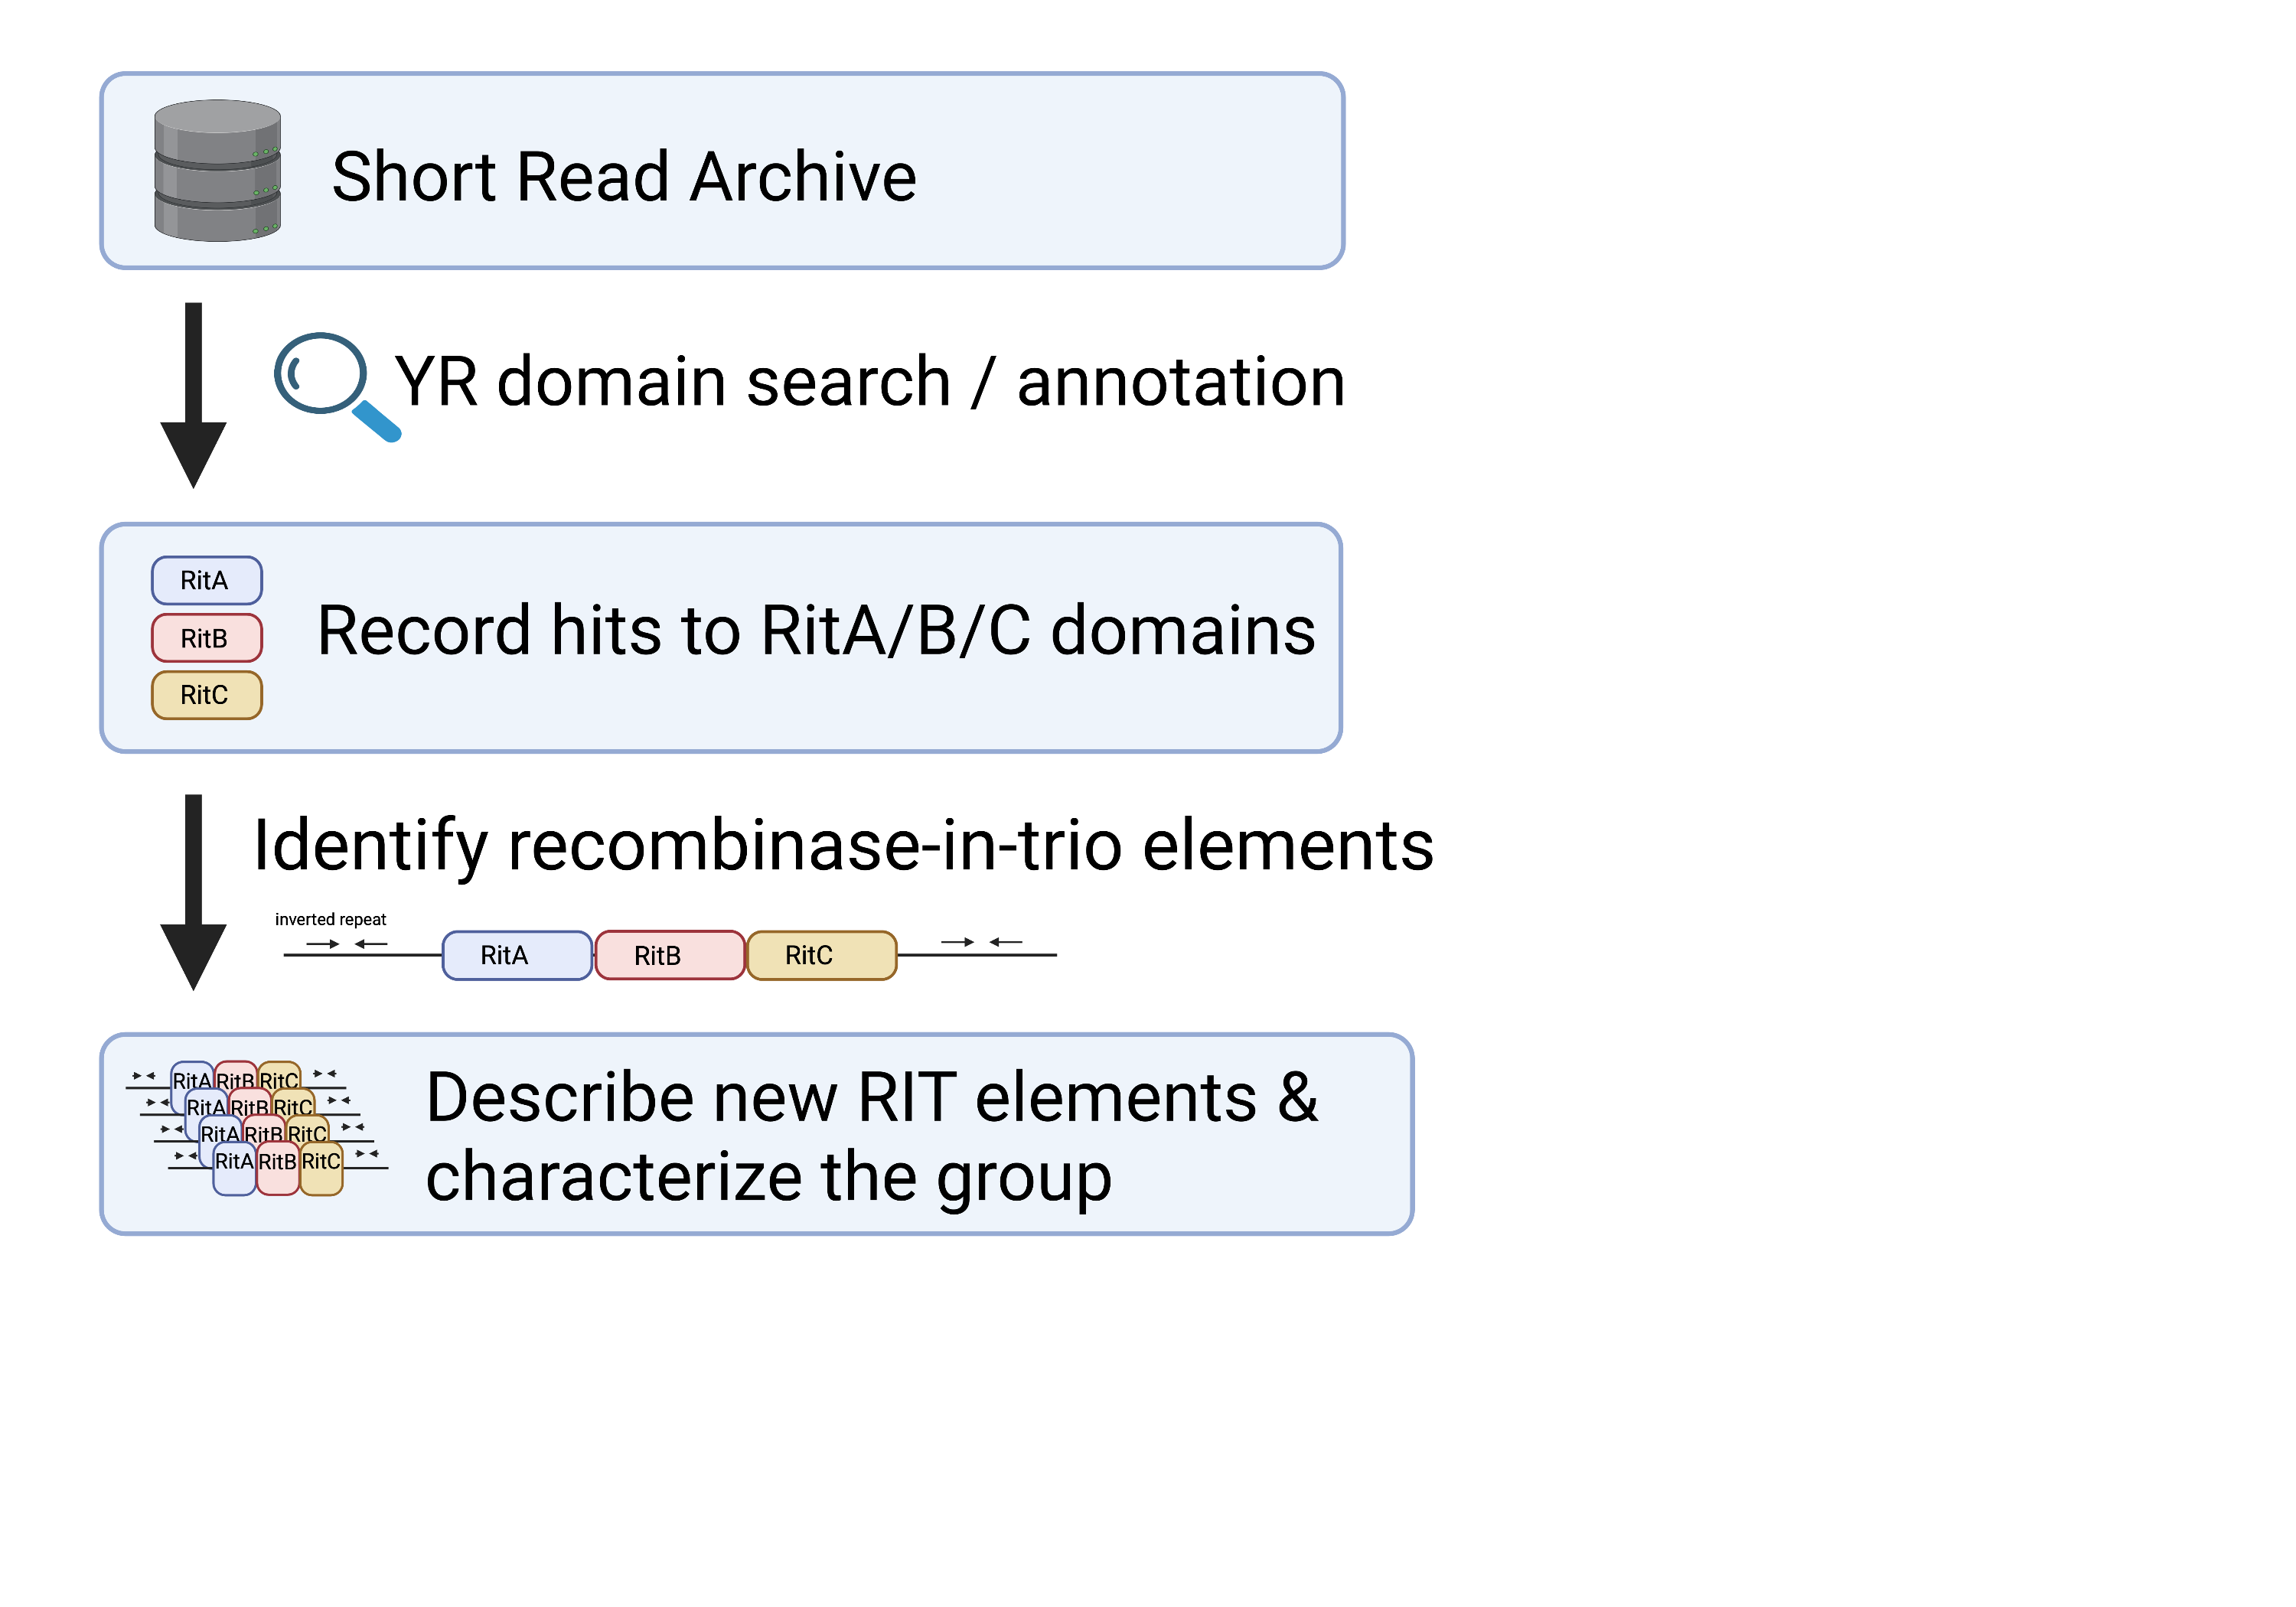 Short Read Archive
YR domain search / annotation
RitA
RitB
RitC
Record hits to RitA/B/C domains
Identify recombinase-in-trio elements
inverted repeat
RitA RitB RitC
RitA RitB RitC
RitA RitB RitC
RitA RitB RitC
RitA RitB RitC
Describe new RIT elements &
characterize the group